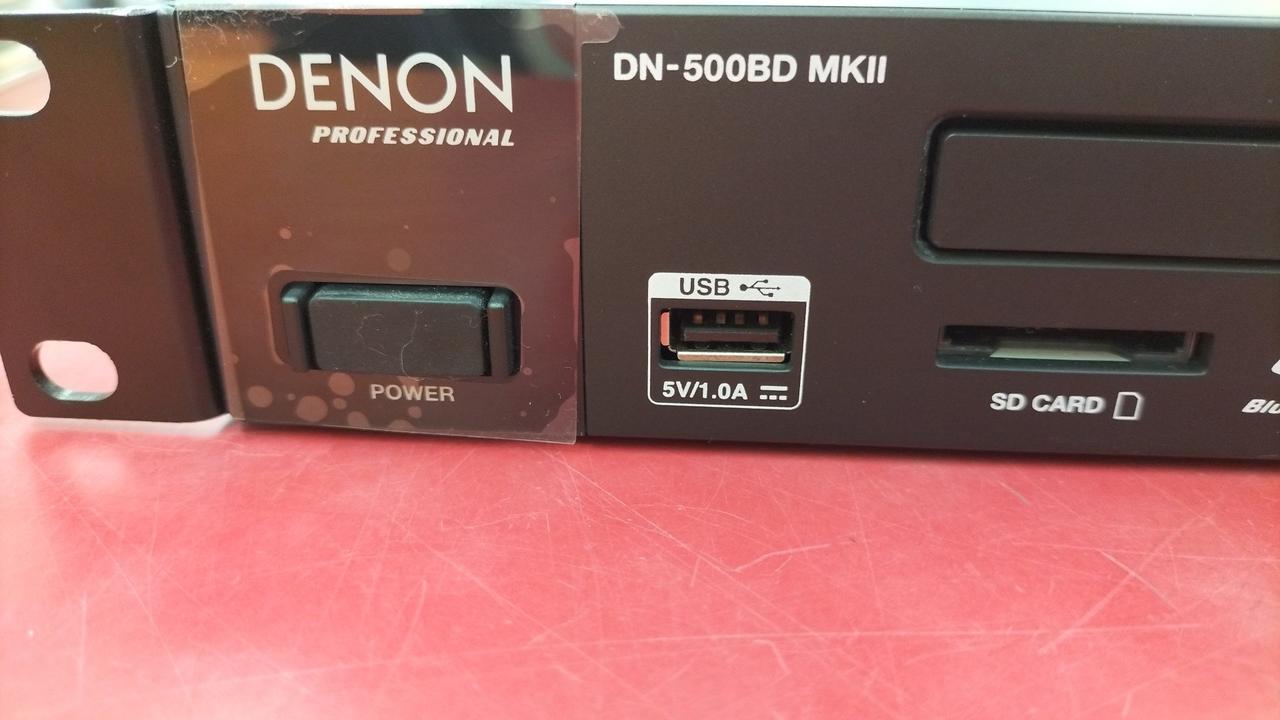 DENON
PROFESSIONAL
POWER
DN-500BD MKII
USB
5V/1.0A
SD CARD